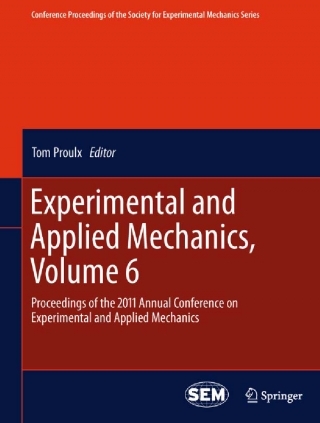 Conference Proceedings of the Society for Experimental Mechanics Series
Tom Proulx Editor
Experimental and
Applied Mechanics,
Volume 6
Proceedings of the 2011 Annual Conference on
Experimental and Applied Mechanics
SEM
Springer